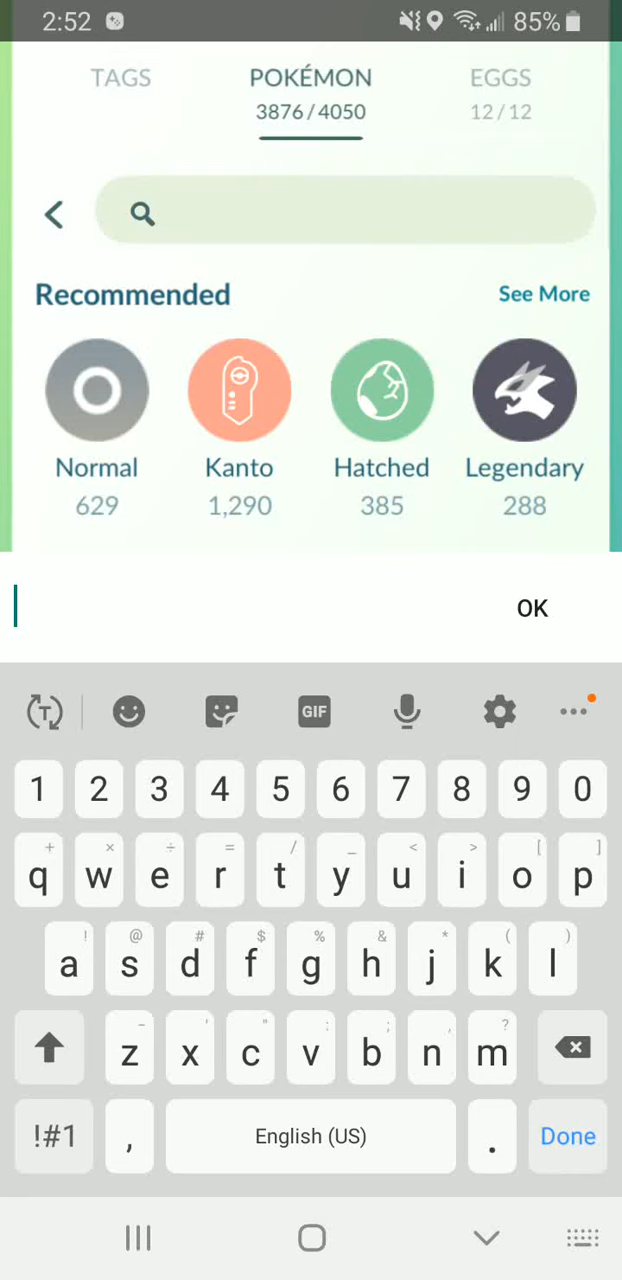 2:52 85%
TAGS POKÉMON EGGS
3876/4050 12/12
Recommended See More
Normal Kanto Hatched Legendary
629 1,290 385 288
OK
T GIF
1 2 3 4 5 6 7 8 9 0
+ × ÷ = / _ < > [ ]
q w e r t y u i o p
! @ # $ % & * ( )
a s d f g h j k l
- ' " : ; , ?
z x c v b n m
!#1 , English (US) . Done